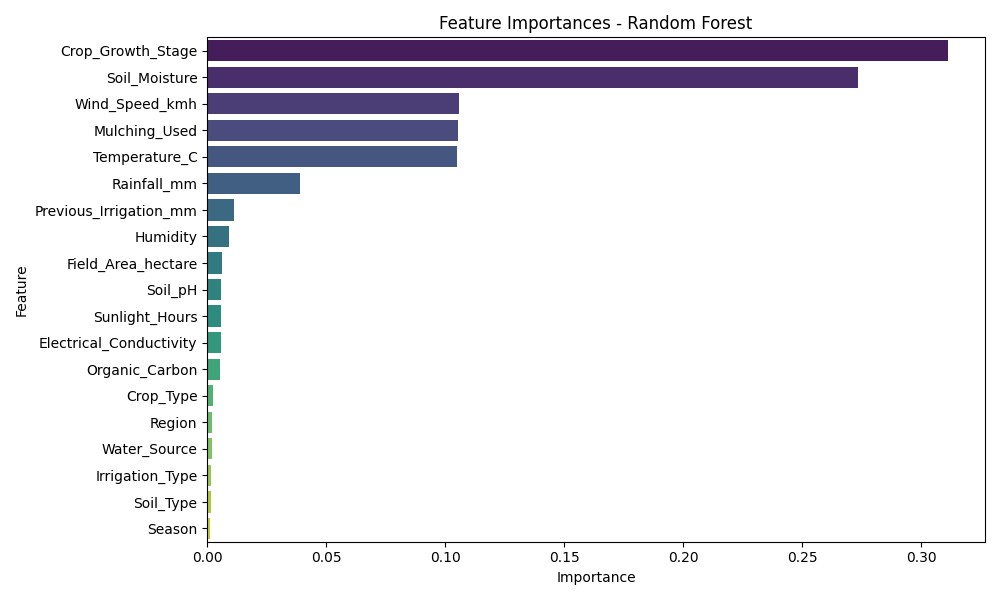 Feature Importances - Random Forest
Crop_Growth_Stage
Soil_Moisture
Wind_Speed_kmh
Mulching_Used
Temperature_C
Rainfall_mm
Previous_Irrigation_mm
Humidity
Field_Area_hectare
Soil_pH
Sunlight_Hours
Electrical_Conductivity
Organic_Carbon
Crop_Type
Region
Water_Source
Irrigation_Type
Soil_Type
Season
Feature
0.00 0.05 0.10 0.15 0.20 0.25 0.30
Importance